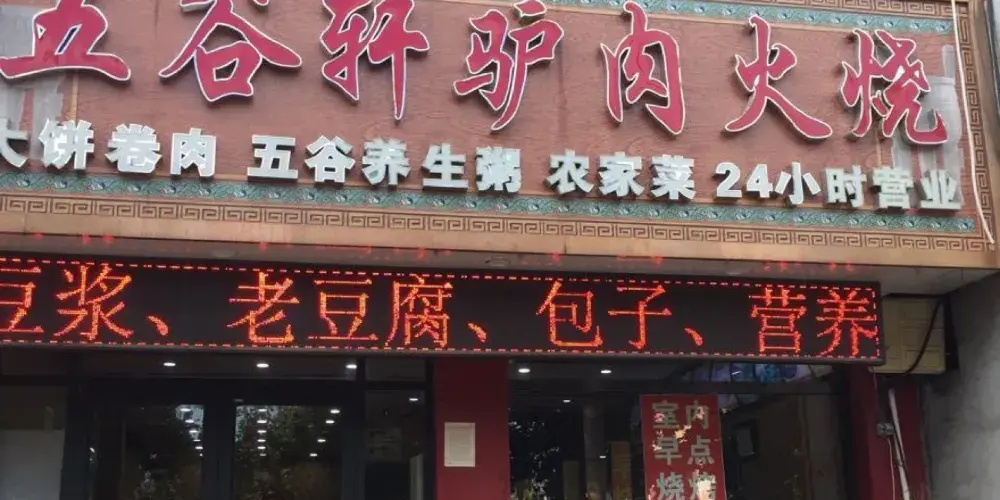 五谷轩驴肉火烧
大饼卷肉 五谷养生粥 农家菜 24小时营业
豆浆、老豆腐、包子、营养
室内
早点
烧烤